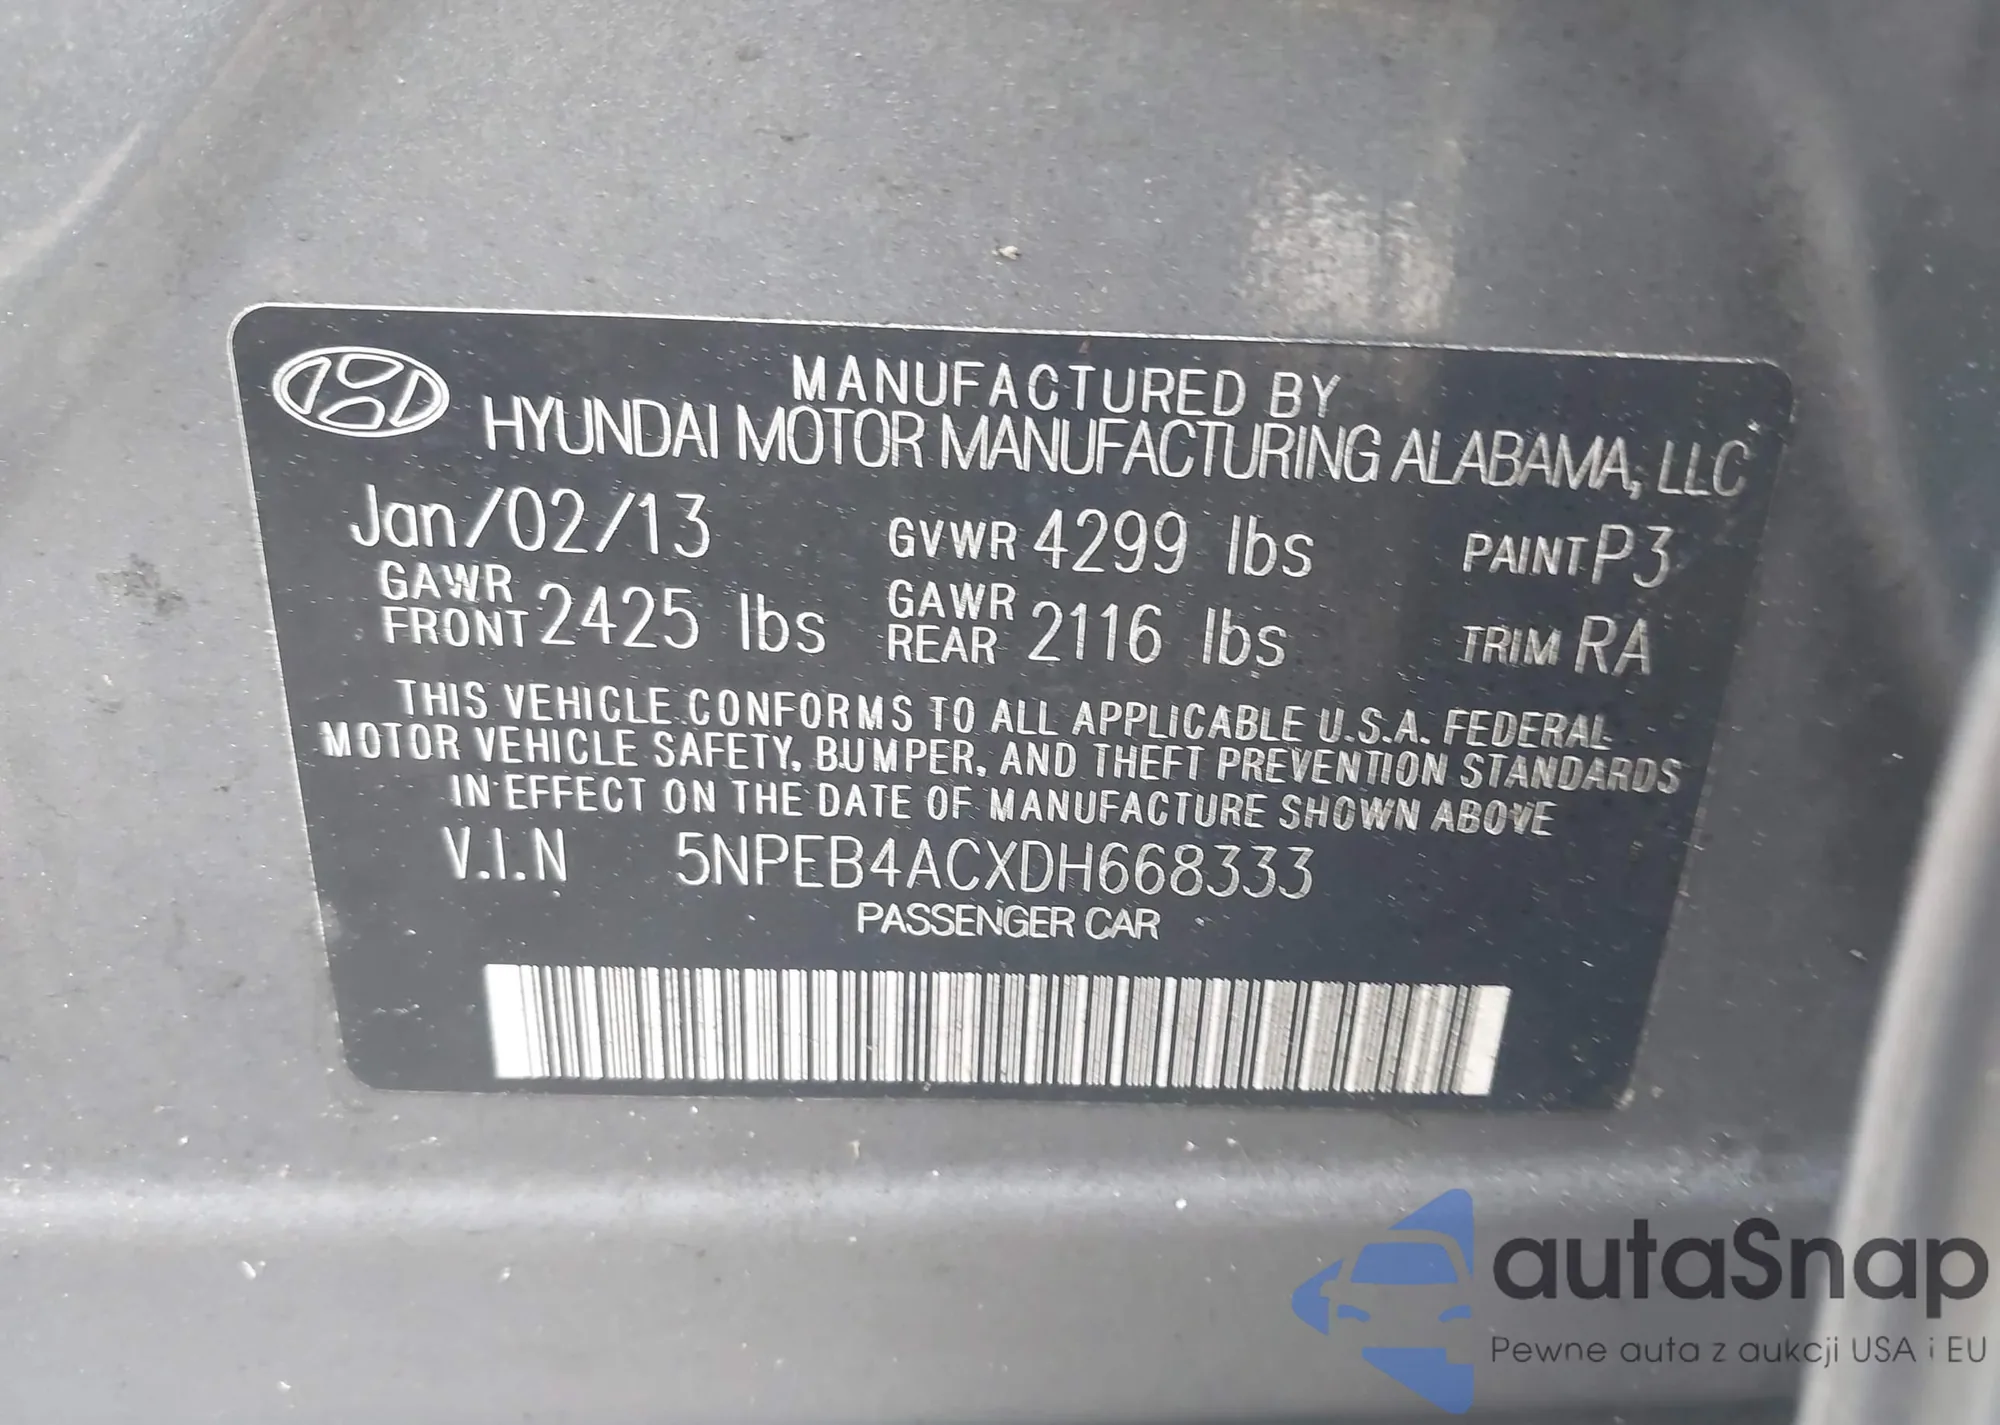 MANUFACTURED BY
HYUNDAI MOTOR MANUFACTURING ALABAMA, LLC
Jan/02/13 GVWR 4299 lbs PAINT P3
GAWR FRONT 2425 lbs GAWR REAR 2116 lbs TRIM RA
THIS VEHICLE CONFORMS TO ALL APPLICABLE U.S.A. FEDERAL
MOTOR VEHICLE SAFETY, BUMPER, AND THEFT PREVENTION STANDARDS
IN EFFECT ON THE DATE OF MANUFACTURE SHOWN ABOVE
V.I.N 5NPEB4ACXDH668333
PASSENGER CAR
autaSnap
Pewne auta z aukcji USA i EU